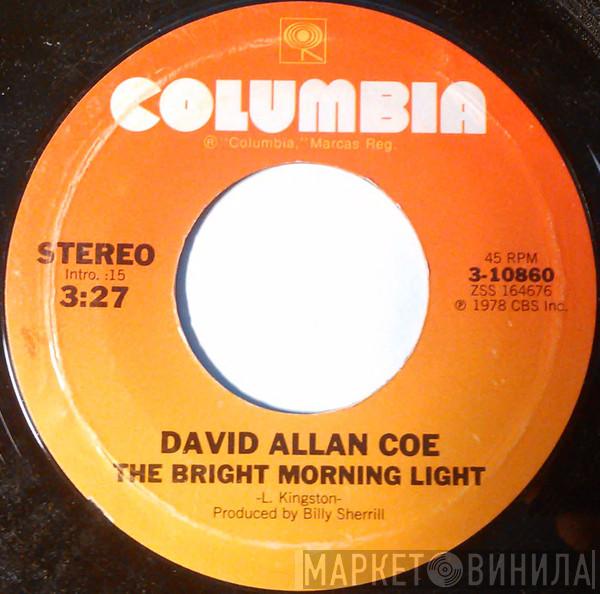 COLUMBIA
® "Columbia," Marcas Reg.
STEREO
Intro. :15
3:27
45 RPM
3-10860
ZSS 164676
℗ 1978 CBS Inc.
DAVID ALLAN COE
THE BRIGHT MORNING LIGHT
-L. Kingston-
Produced by Billy Sherrill
МАРКЕТ ВИНИЛА